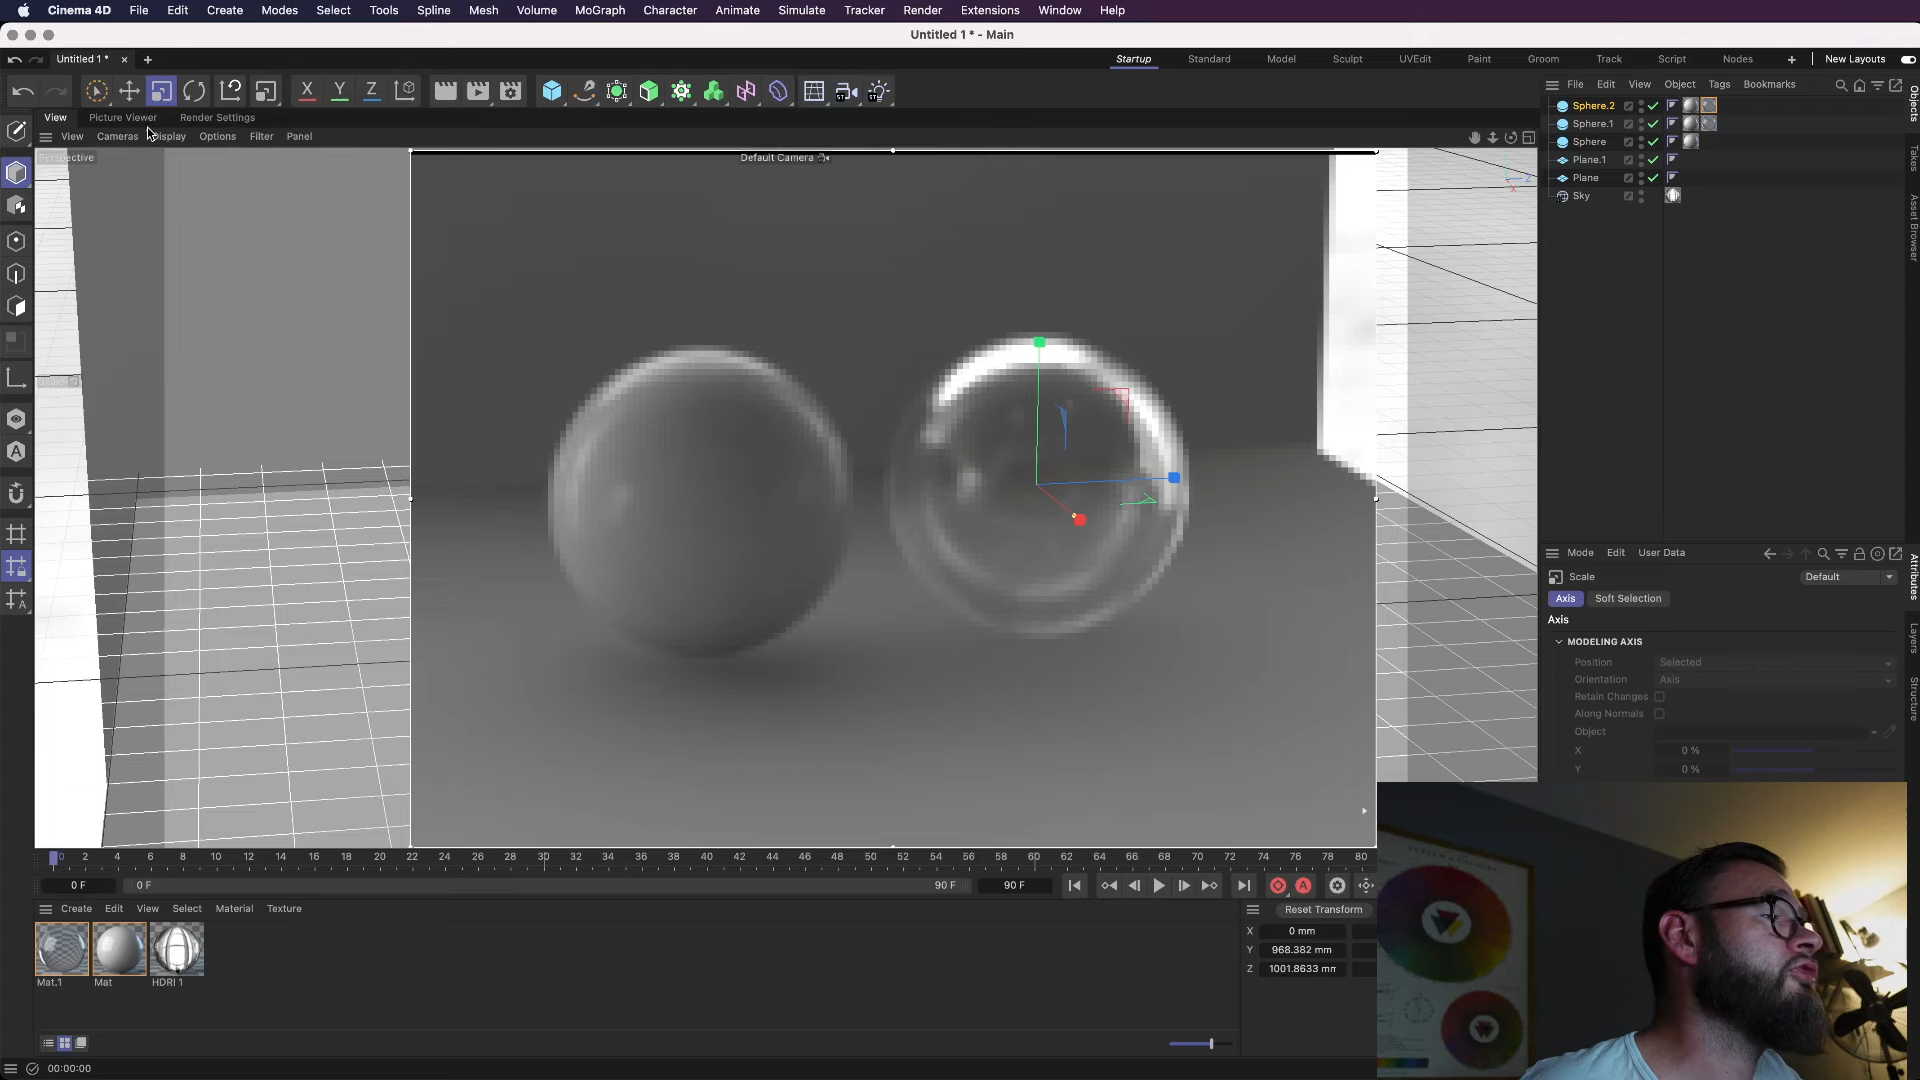 Cinema 4D File Edit Create Modes Select Tools Spline Mesh Volume MoGraph Character Animate Simulate Tracker Render Extensions Window Help
Untitled 1 * - Main
Untitled 1 *
Startup Standard Model Sculpt UVEdit Paint Groom Track Script Nodes New Layouts
X Y Z
File Edit View Object Tags Bookmarks
View Picture Viewer Render Settings
View Cameras Display Options Filter Panel
Perspective
Default Camera
Sphere.2
Sphere.1
Sphere
Plane.1
Plane
Sky
Objects
Takes
Asset Browser
Attributes
Layers
Structure
Mode Edit User Data
Scale
Default
Axis Soft Selection
Axis
MODELING AXIS
Position Selected
Orientation Axis
Retain Changes
Along Normals
Object
X 0 %
Y 0 %
0 2 4 6 8 10 12 14 16 18 20 22 24 26 28 30 32 34 36 38 40 42 44 46 48 50 52 54 56 58 60 62 64 66 68 70 72 74 76 78 80
0 F 0 F 90 F 90 F
Create Edit View Select Material Texture
Reset Transform
X 0 mm
Y 968.382 mm
Z 1001.8633 mm
Mat.1 Mat HDRI 1
00:00:00